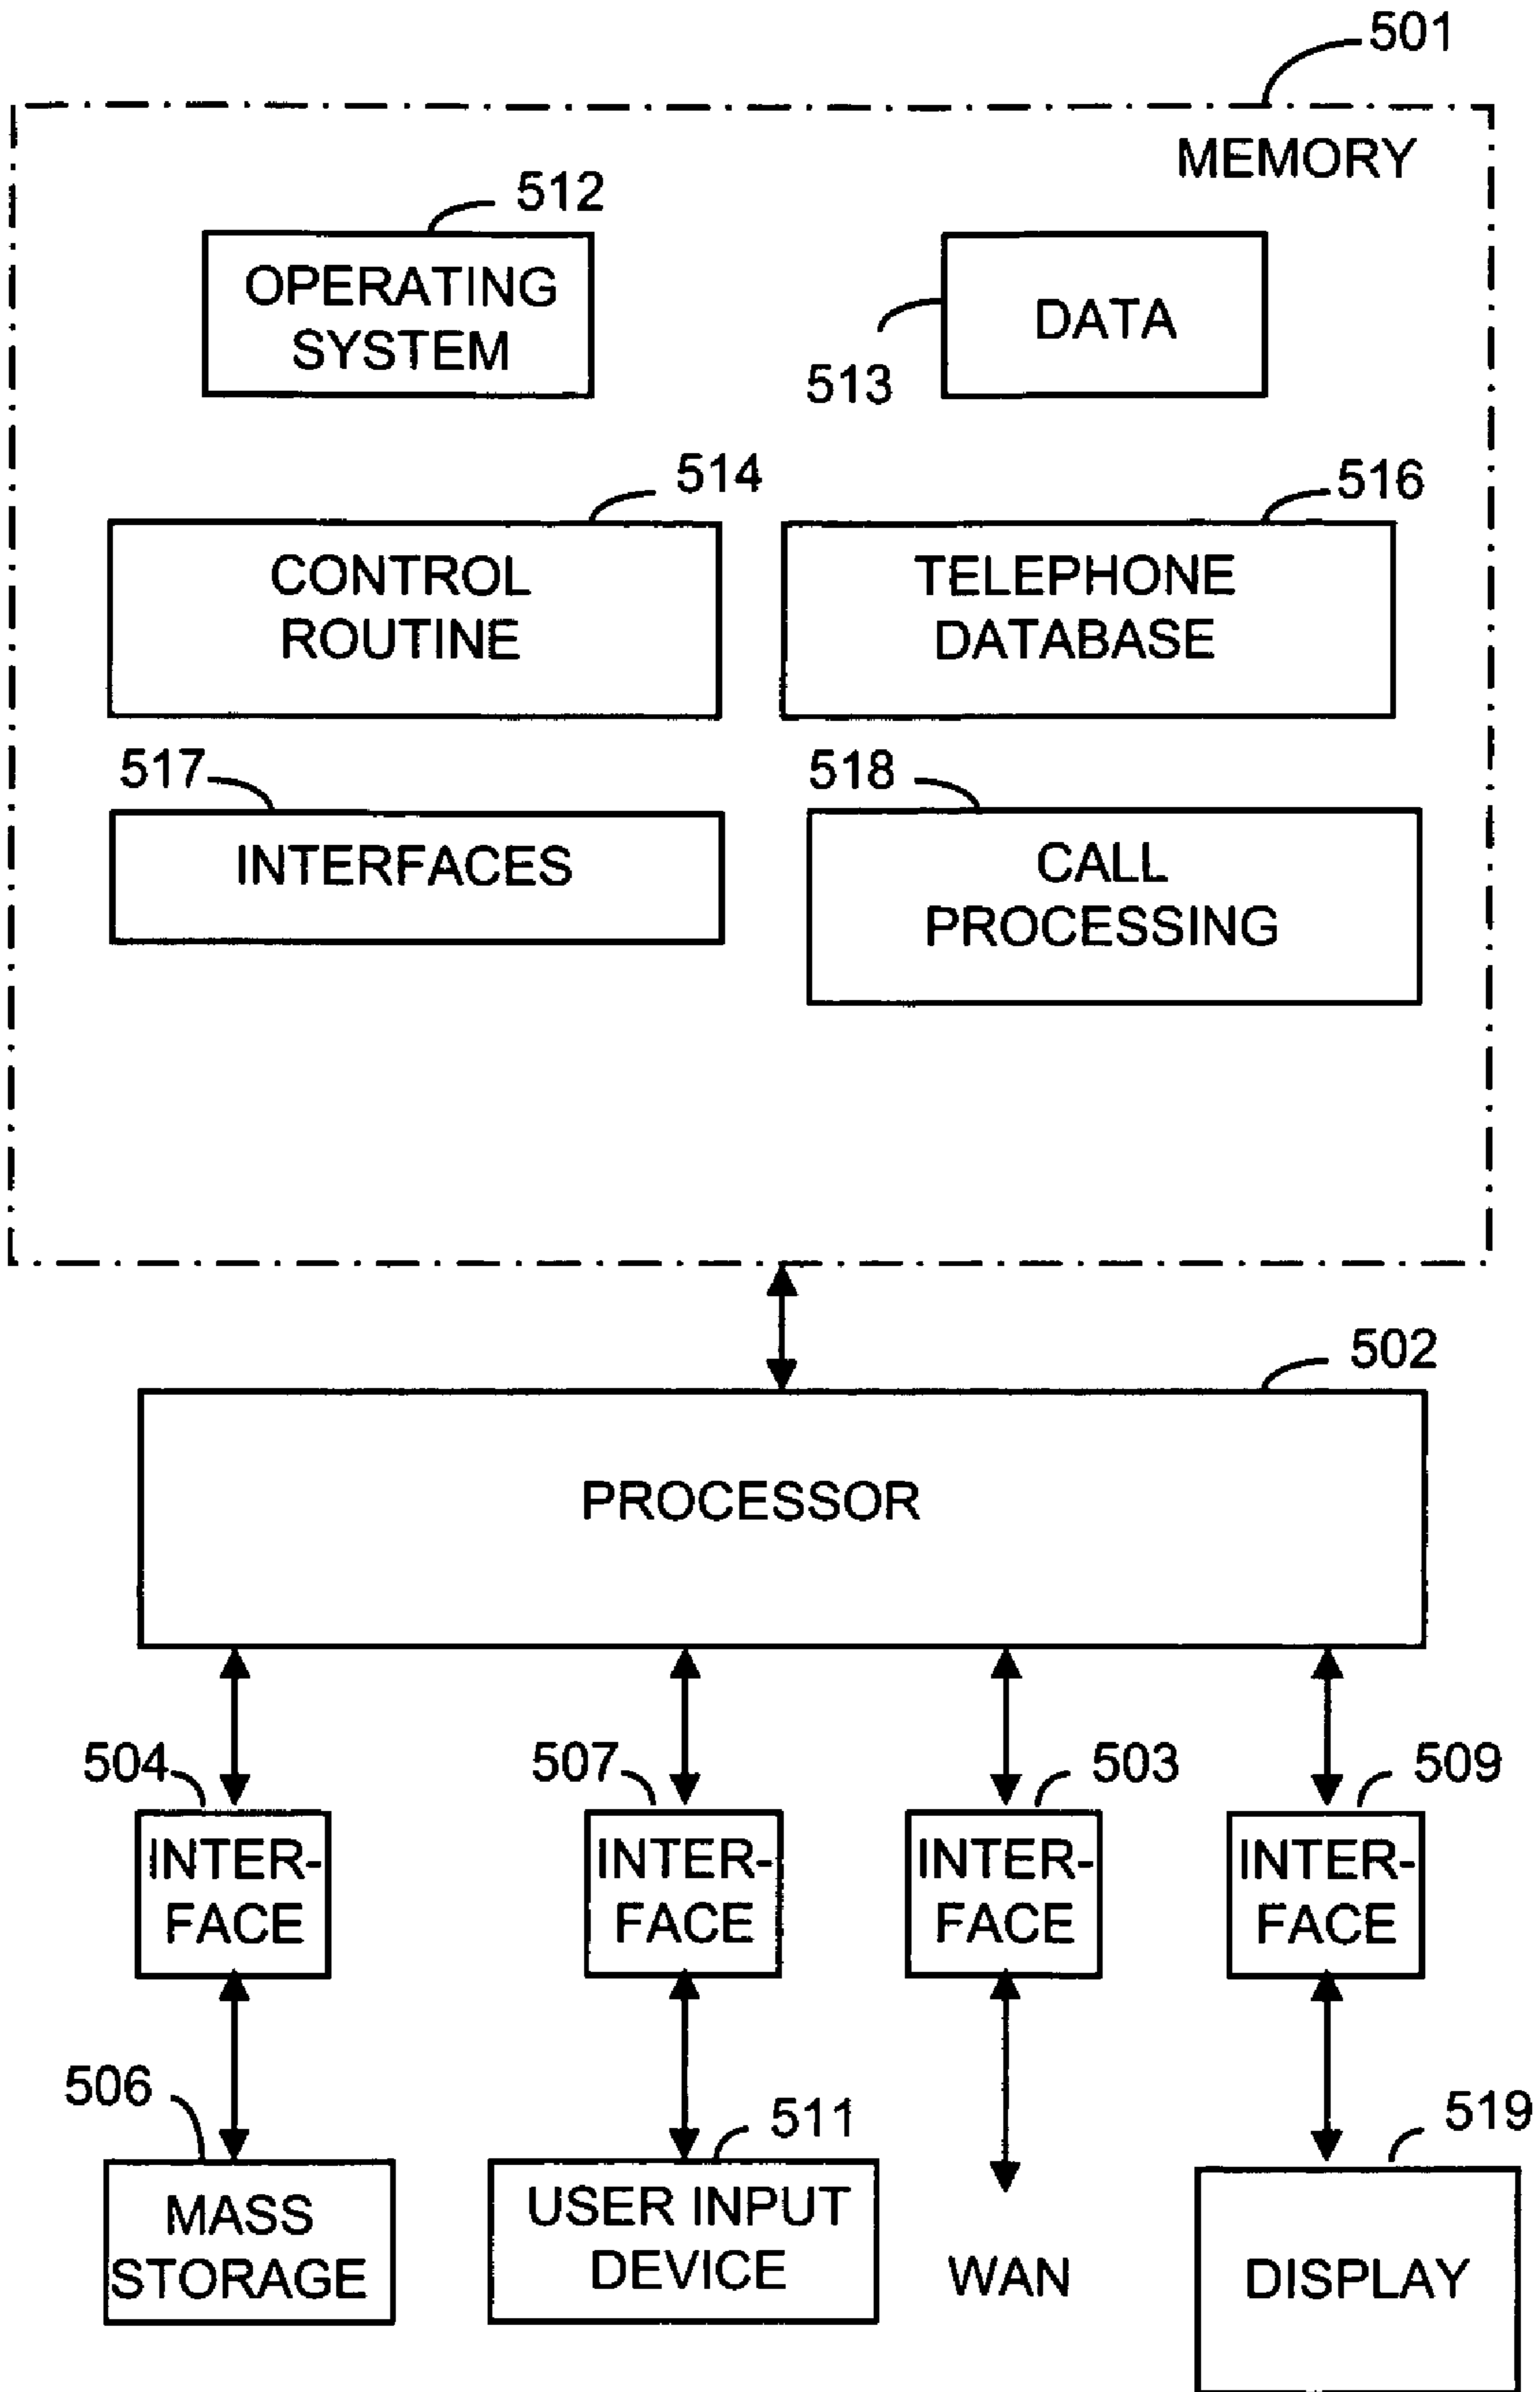 501
MEMORY
512
OPERATING
SYSTEM
DATA
513
514
CONTROL
ROUTINE
516
TELEPHONE
DATABASE
517
INTERFACES
518
CALL
PROCESSING
502
PROCESSOR
504
INTER-
FACE
507
INTER-
FACE
503
INTER-
FACE
509
INTER-
FACE
506
MASS
STORAGE
511
USER INPUT
DEVICE
WAN
519
DISPLAY